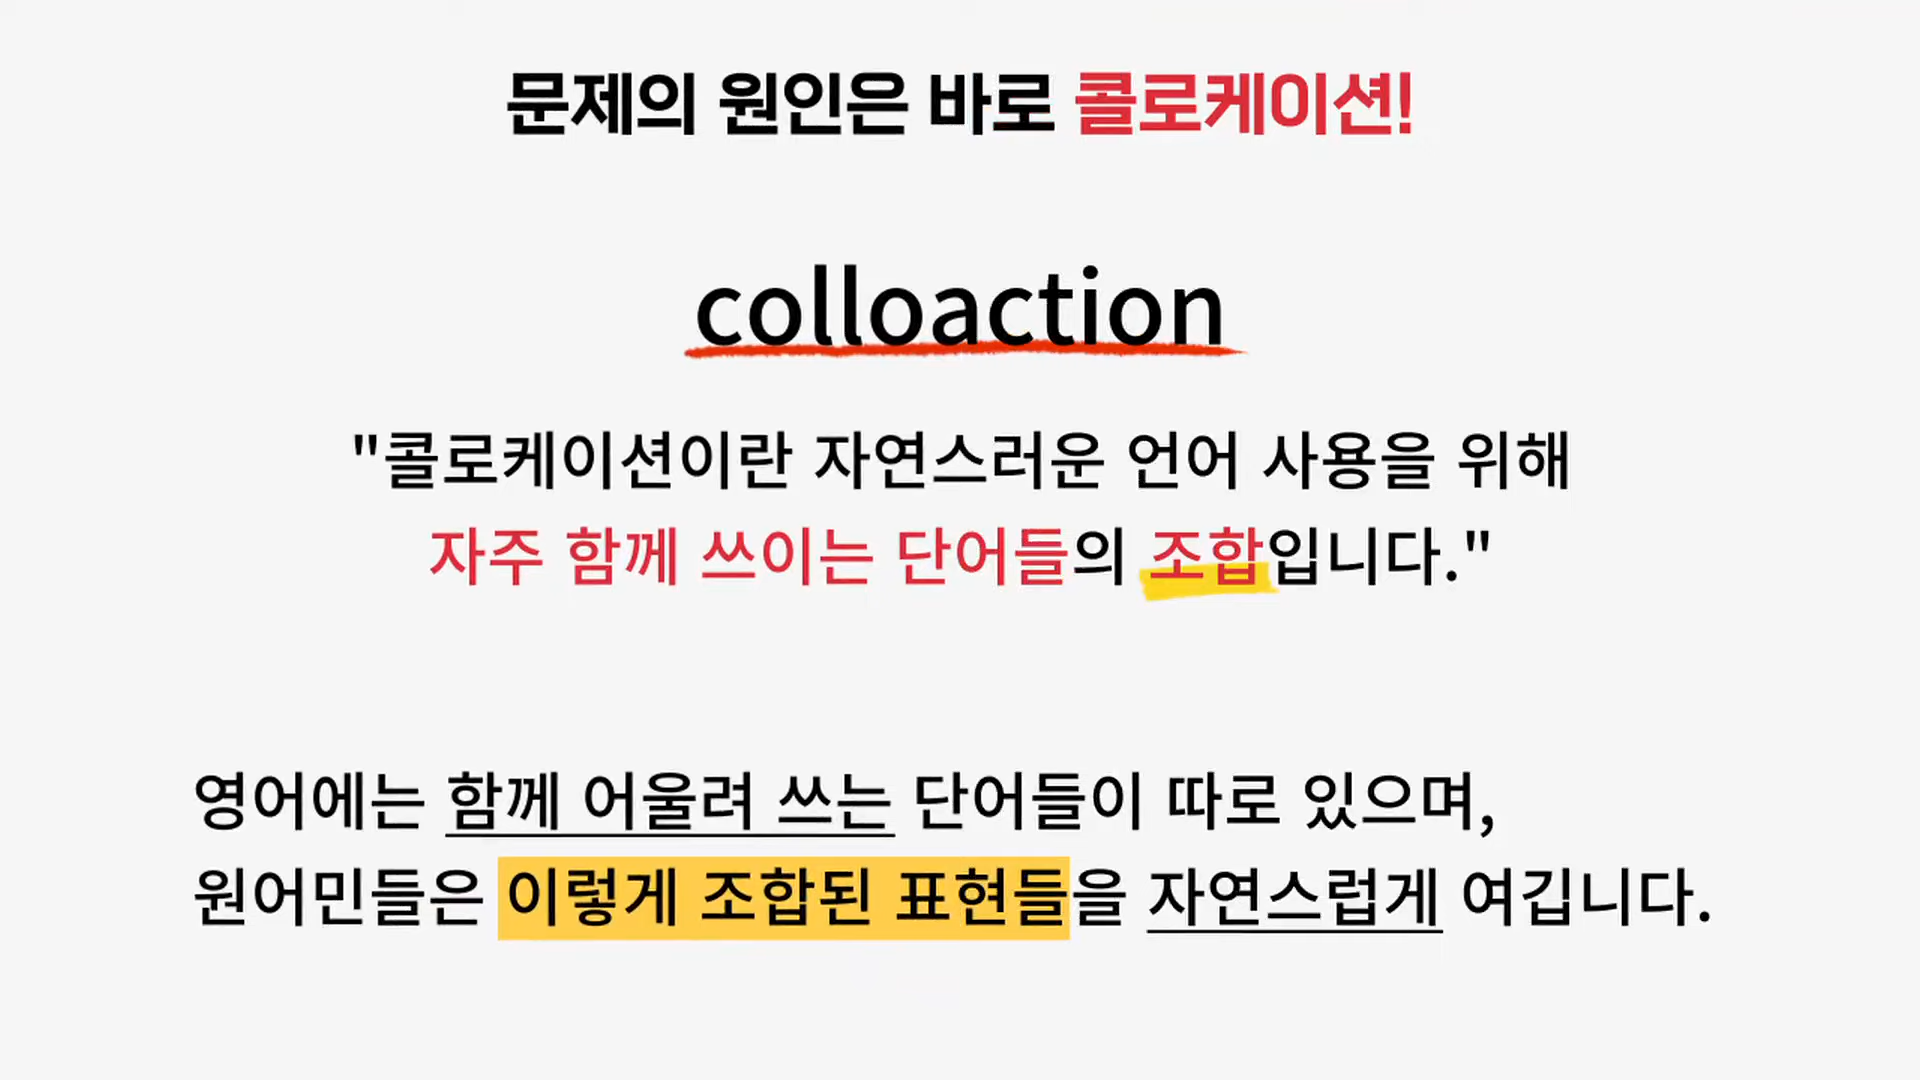 문제의 원인은 바로 콜로케이션!
colloaction
"콜로케이션이란 자연스러운 언어 사용을 위해
자주 함께 쓰이는 단어들의 조합입니다."
영어에는 함께 어울려 쓰는 단어들이 따로 있으며,
원어민들은 이렇게 조합된 표현들을 자연스럽게 여깁니다.